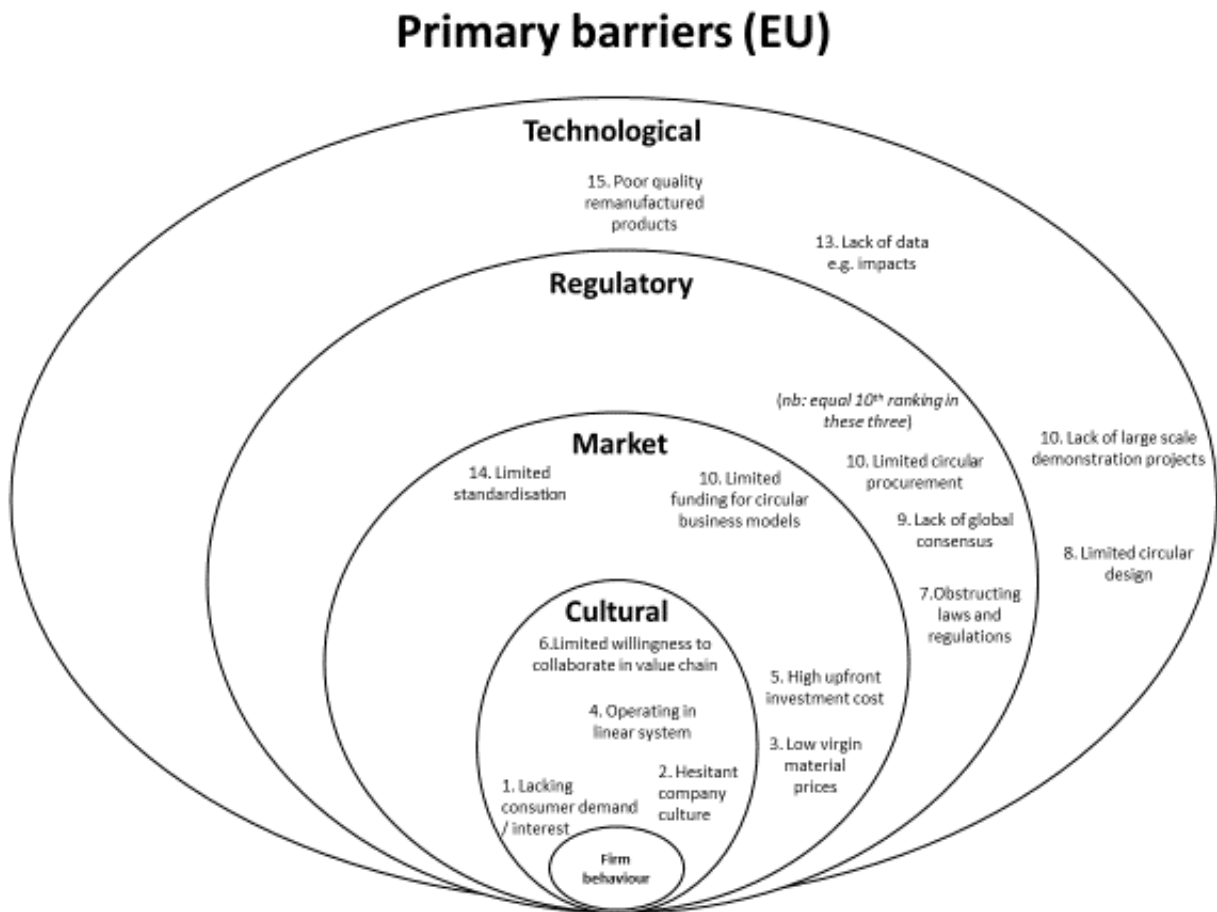 Primary barriers (EU)
Technological
15. Poor quality
remanufactured
products
13. Lack of data
e.g. impacts
Regulatory
(nb: equal 10th ranking in
these three)
10. Lack of large scale
demonstration projects
10. Limited circular
procurement
9. Lack of global
consensus
8. Limited circular
design
7.Obstructing
laws and
regulations
Market
14. Limited
standardisation
10. Limited
funding for circular
business models
5. High upfront
investment cost
3. Low virgin
material
prices
Cultural
6.Limited willingness to
collaborate in value chain
4. Operating in
linear system
1. Lacking
consumer demand
/ interest
2. Hesitant
company
culture
Firm
behaviour